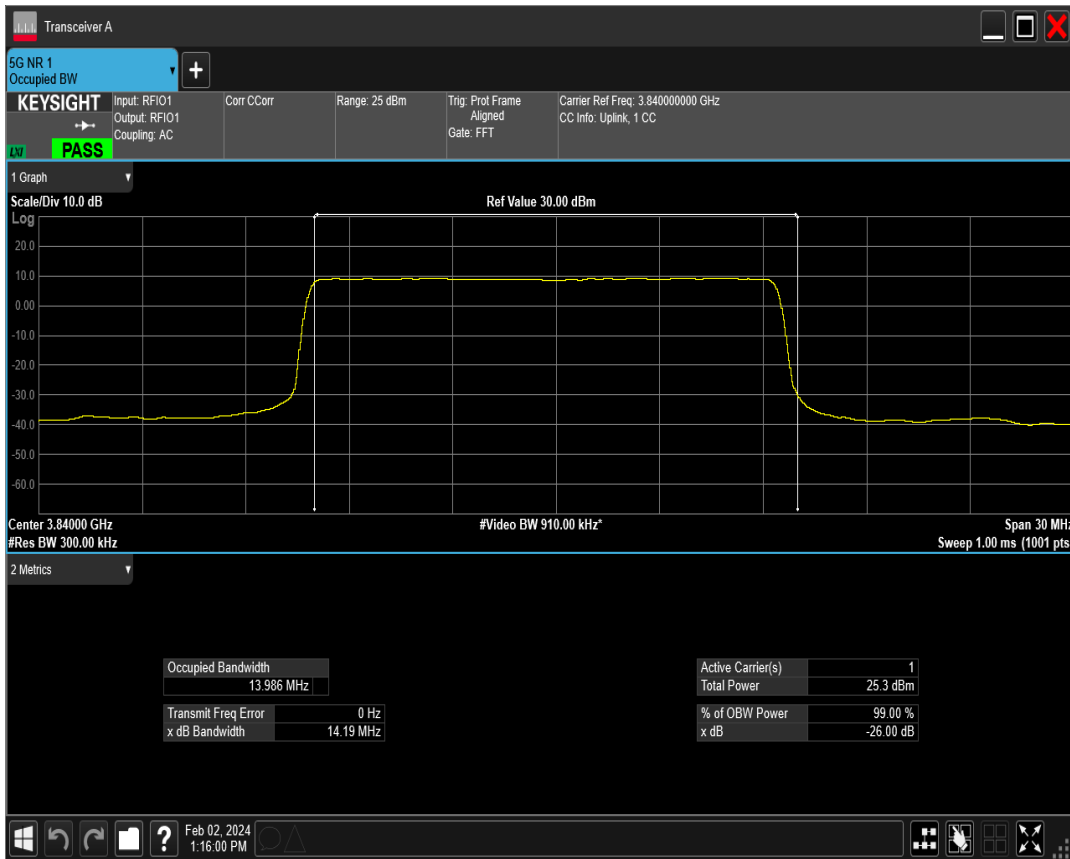 Transceiver A
5G NR 1
Occupied BW
KEYSIGHT
LXI
PASS
Input: RFIO1
Output: RFIO1
Coupling: AC
Corr CCorr
Range: 25 dBm
Trig: Prot Frame
Aligned
Gate: FFT
Carrier Ref Freq: 3.840000000 GHz
CC Info: Uplink, 1 CC
1 Graph
Scale/Div 10.0 dB
Ref Value 30.00 dBm
Log
20.0
10.0
0.00
-10.0
-20.0
-30.0
-40.0
-50.0
-60.0
Center 3.84000 GHz
#Video BW 910.00 kHz*
Span 30 MHz
#Res BW 300.00 kHz
Sweep 1.00 ms (1001 pts
2 Metrics
Occupied Bandwidth
13.986 MHz
Transmit Freq Error 0 Hz
x dB Bandwidth 14.19 MHz
Active Carrier(s) 1
Total Power 25.3 dBm
% of OBW Power 99.00 %
x dB -26.00 dB
Feb 02, 2024
1:16:00 PM